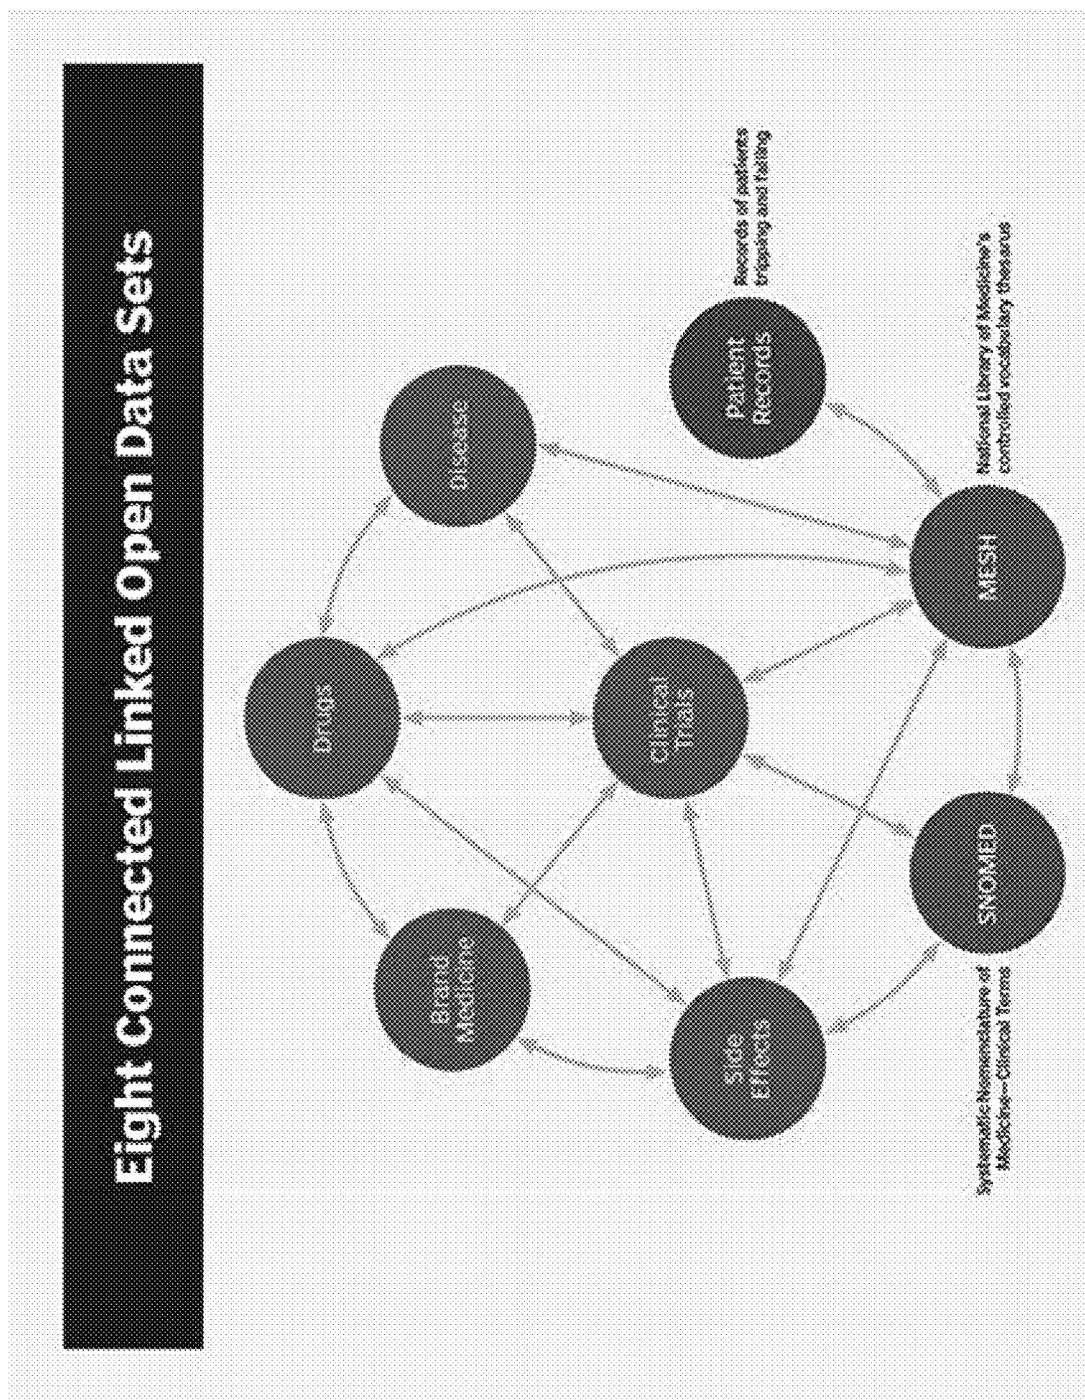 Eight Connected Linked Open Data Sets
Drugs
Brand
Medicine
Disease
Clinical
Trials
Side
Effects
Patient
Records
Records of patients
tripping and falling
SNOMED
Systematic Nomenclature of
Medicine—Clinical Terms
MESH
National Library of Medicine's
controlled vocabulary thesarus